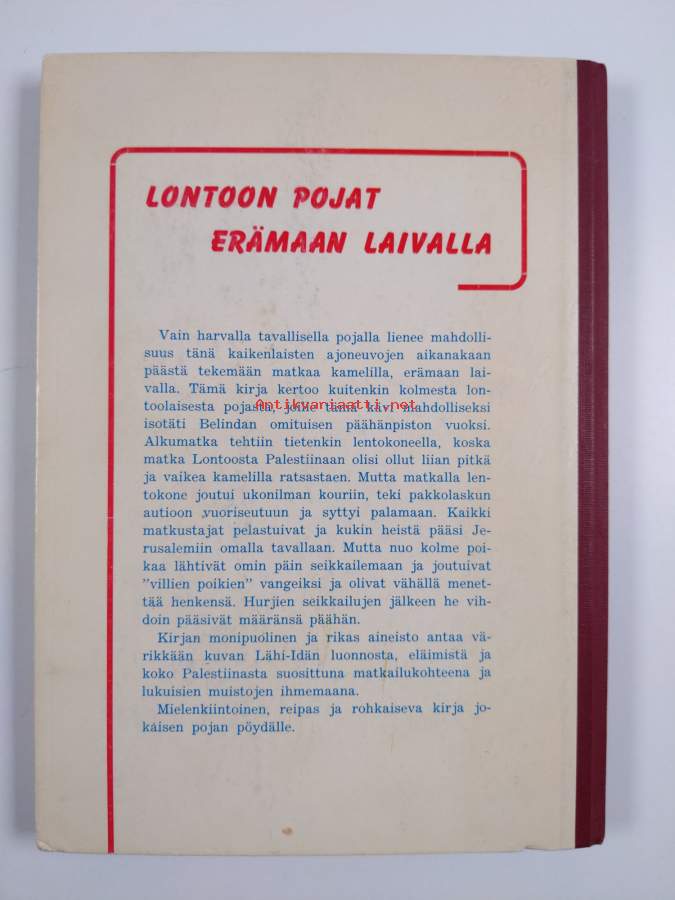 LONTOON POJAT
ERÄMAAN LAIVALLA
Vain harvalla tavallisella pojalla lienee mahdolli-
suus tänä kaikenlaisten ajoneuvojen aikanakaan
päästä tekemään matkaa kamelilla, erämaan lai-
valla. Tämä kirja kertoo kuitenkin kolmesta lon-
toolaisesta pojasta, joille tämä kävi mahdolliseksi
Antikvariaatti.net
isotäti Belindan omituisen päähänpiston vuoksi.
Alkumatka tehtiin tietenkin lentokoneella, koska
matka Lontoosta Palestiinaan olisi ollut liian pitkä
ja vaikea kamelilla ratsastaen. Mutta matkalla len-
tokone joutui ukonilman kouriin, teki pakkolaskun
autioon vuoriseutuun ja syttyi palamaan. Kaikki
matkustajat pelastuivat ja kukin heistä pääsi Je-
rusalemiin omalla tavallaan. Mutta nuo kolme poi-
kaa lähtivät omin päin seikkailemaan ja joutuivat
"villien poikien" vangeiksi ja olivat vähällä menet-
tää henkensä. Hurjien seikkailujen jälkeen he vih-
doin pääsivät määränsä päähän.
Kirjan monipuolinen ja rikas aineisto antaa vä-
rikkään kuvan Lähi-Idän luonnosta, eläimistä ja
koko Palestiinasta suosittuna matkailukohteena ja
lukuisien muistojen ihmemaana.
Mielenkiintoinen, reipas ja rohkaiseva kirja jo-
kaisen pojan pöydälle.